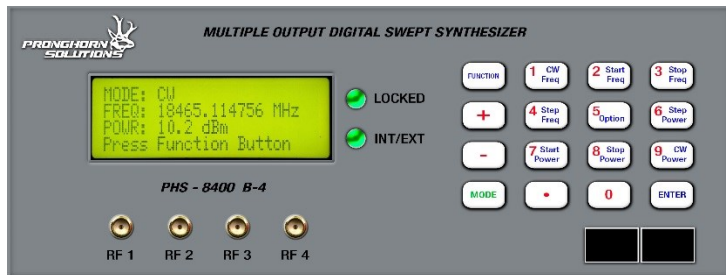 PRONGHORN
SOLUTIONS
MULTIPLE OUTPUT DIGITAL SWEPT SYNTHESIZER
MODE: CW
FREQ: 18465.114756 MHz
POWR: 10.2 dBm
Press Function Button
LOCKED
INT/EXT
PHS - 8400 B-4
RF 1 RF 2 RF 3 RF 4
FUNCTION
1 CW Freq
2 Start Freq
3 Stop Freq
+
4 Step Freq
5 Option
6 Step Power
-
7 Start Power
8 Stop Power
9 CW Power
MODE
•
0
ENTER